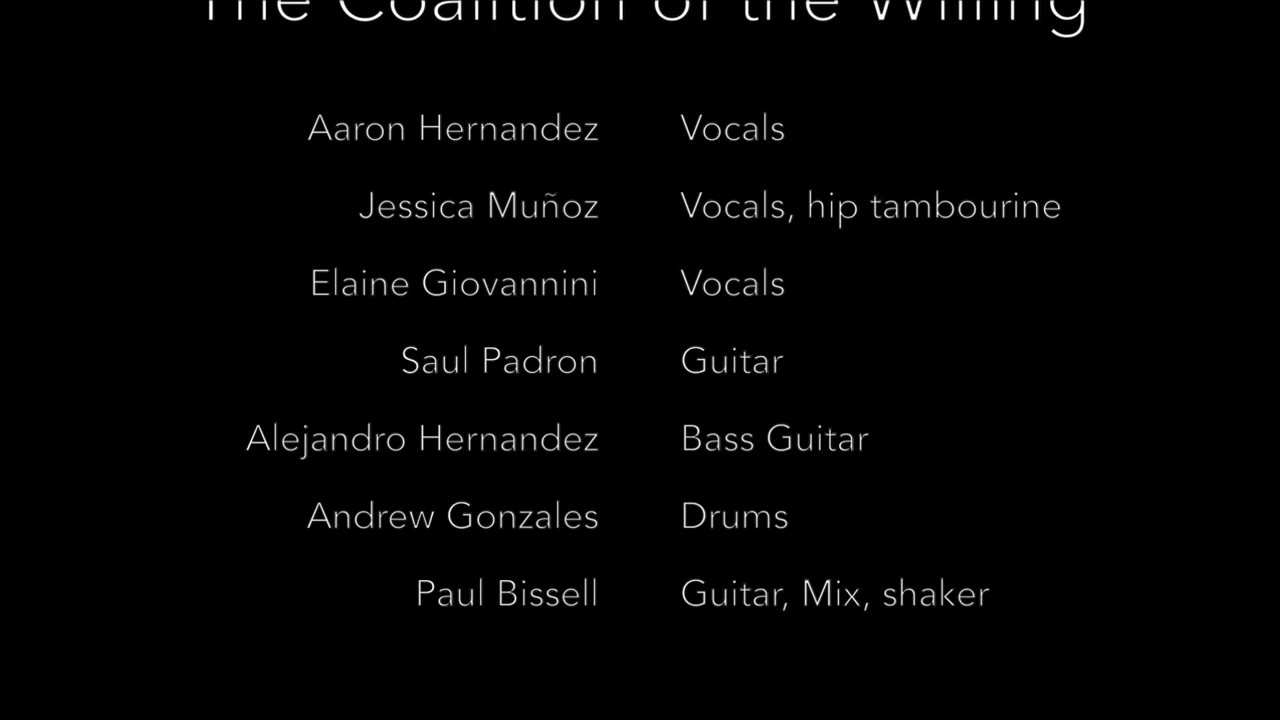 The Coalition of the Willing
Aaron Hernandez Vocals
Jessica Muñoz Vocals, hip tambourine
Elaine Giovannini Vocals
Saul Padron Guitar
Alejandro Hernandez Bass Guitar
Andrew Gonzales Drums
Paul Bissell Guitar, Mix, shaker